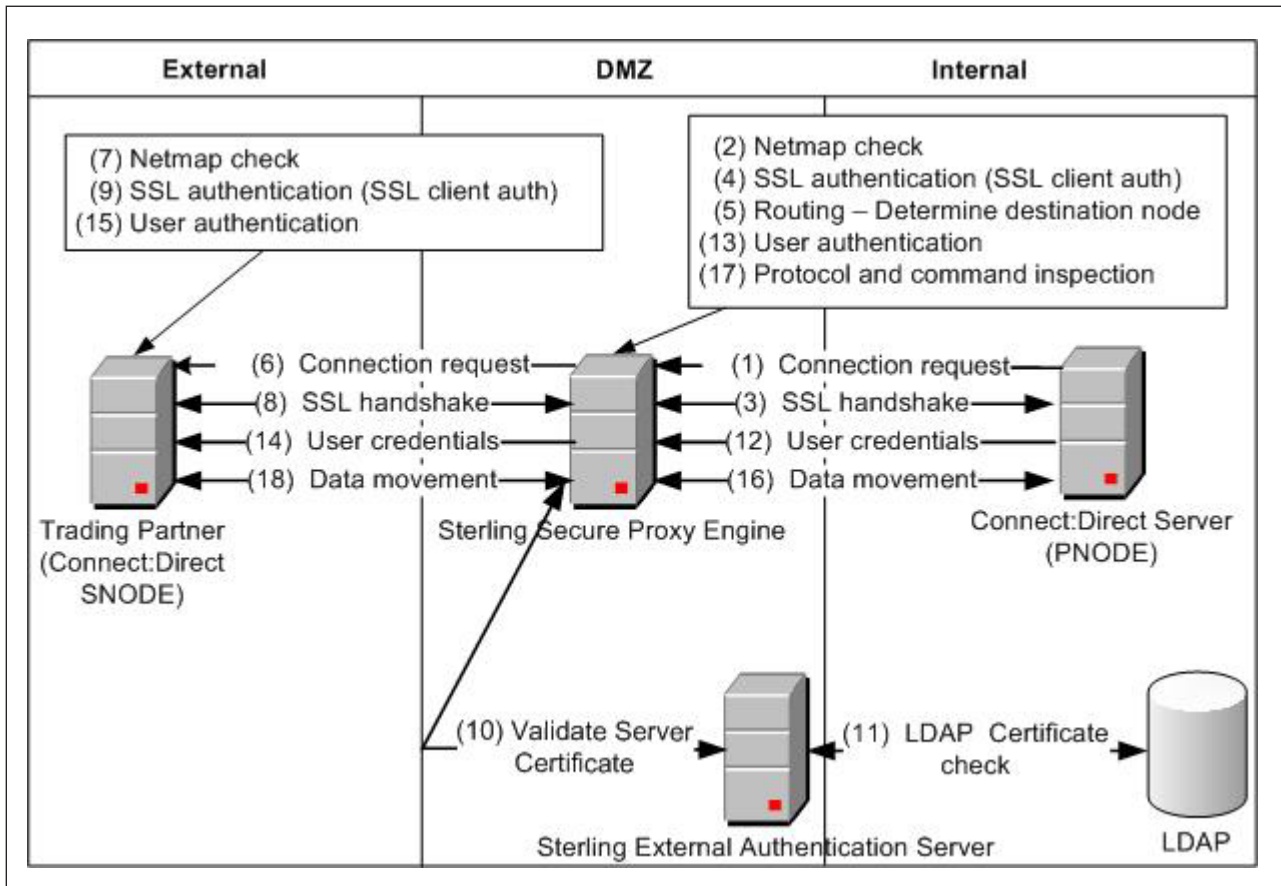 External
DMZ
Internal
(7) Netmap check
(9) SSL authentication (SSL client auth)
(15) User authentication
(2) Netmap check
(4) SSL authentication (SSL client auth)
(5) Routing – Determine destination node
(13) User authentication
(17) Protocol and command inspection
(6) Connection request
(1) Connection request
(8) SSL handshake
(3) SSL handshake
(14) User credentials
(12) User credentials
(18) Data movement
(16) Data movement
Trading Partner
(Connect:Direct
SNODE)
Sterling Secure Proxy Engine
Connect:Direct Server
(PNODE)
(10) Validate Server
Certificate
(11) LDAP Certificate
check
Sterling External Authentication Server
LDAP